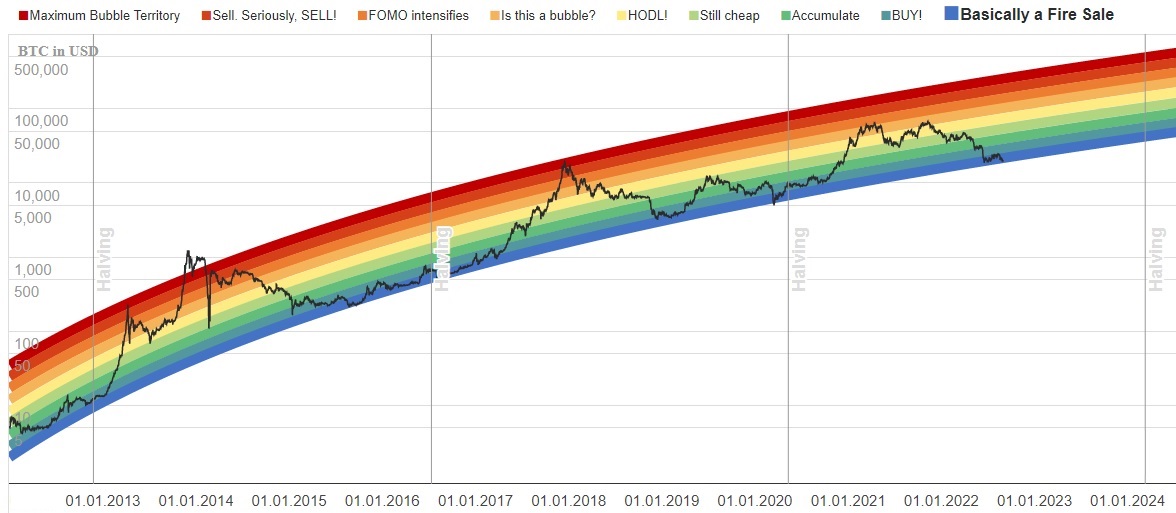 Maximum Bubble Territory Sell. Seriously, SELL! FOMO intensifies Is this a bubble? HODL! Still cheap Accumulate BUY! Basically a Fire Sale
BTC in USD
500,000
100,000
50,000
10,000
5,000
1,000
500
100
50
10
5
Halving
Halving
Halving
Halving
01.01.2013 01.01.2014 01.01.2015 01.01.2016 01.01.2017 01.01.2018 01.01.2019 01.01.2020 01.01.2021 01.01.2022 01.01.2023 01.01.2024